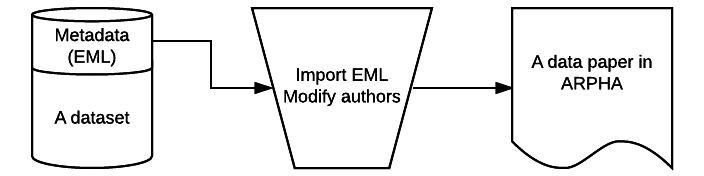 Metadata
(EML)
A dataset
Import EML
Modify authors
A data paper in
ARPHA